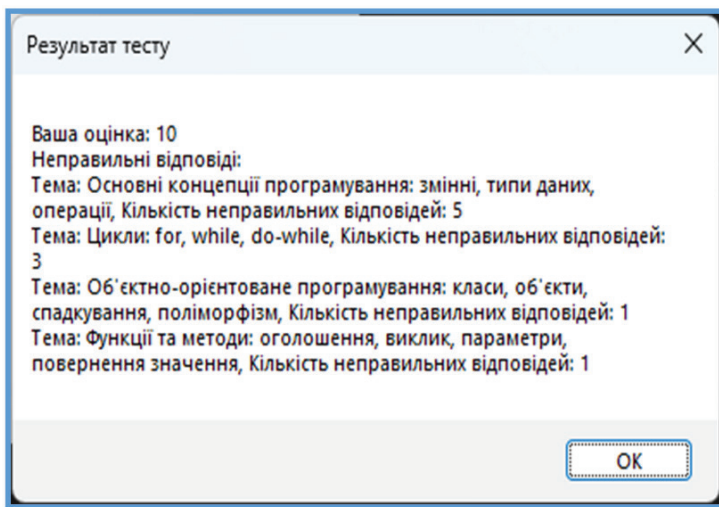 Результат тесту
Ваша оцінка: 10
Неправильні відповіді:
Тема: Основні концепції програмування: змінні, типи даних,
операції, Кількість неправильних відповідей: 5
Тема: Цикли: for, while, do-while, Кількість неправильних відповідей:
3
Тема: Об'єктно-орієнтоване програмування: класи, об'єкти,
спадкування, поліморфізм, Кількість неправильних відповідей: 1
Тема: Функції та методи: оголошення, виклик, параметри,
повернення значення, Кількість неправильних відповідей: 1
ОК